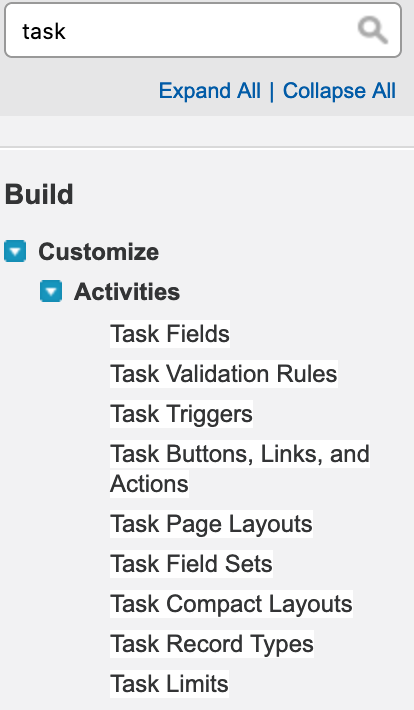 task
Expand All | Collapse All
Build
Customize
Activities
Task Fields
Task Validation Rules
Task Triggers
Task Buttons, Links, and
Actions
Task Page Layouts
Task Field Sets
Task Compact Layouts
Task Record Types
Task Limits